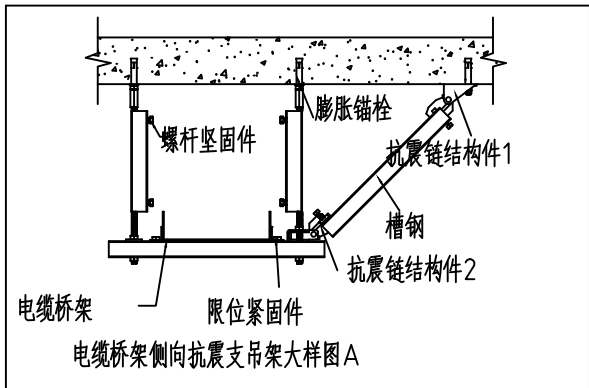 膨胀锚栓
螺杆坚固件
抗震链结构件1
槽钢
抗震链结构件2
电缆桥架
限位紧固件
电缆桥架侧向抗震支吊架大样图A